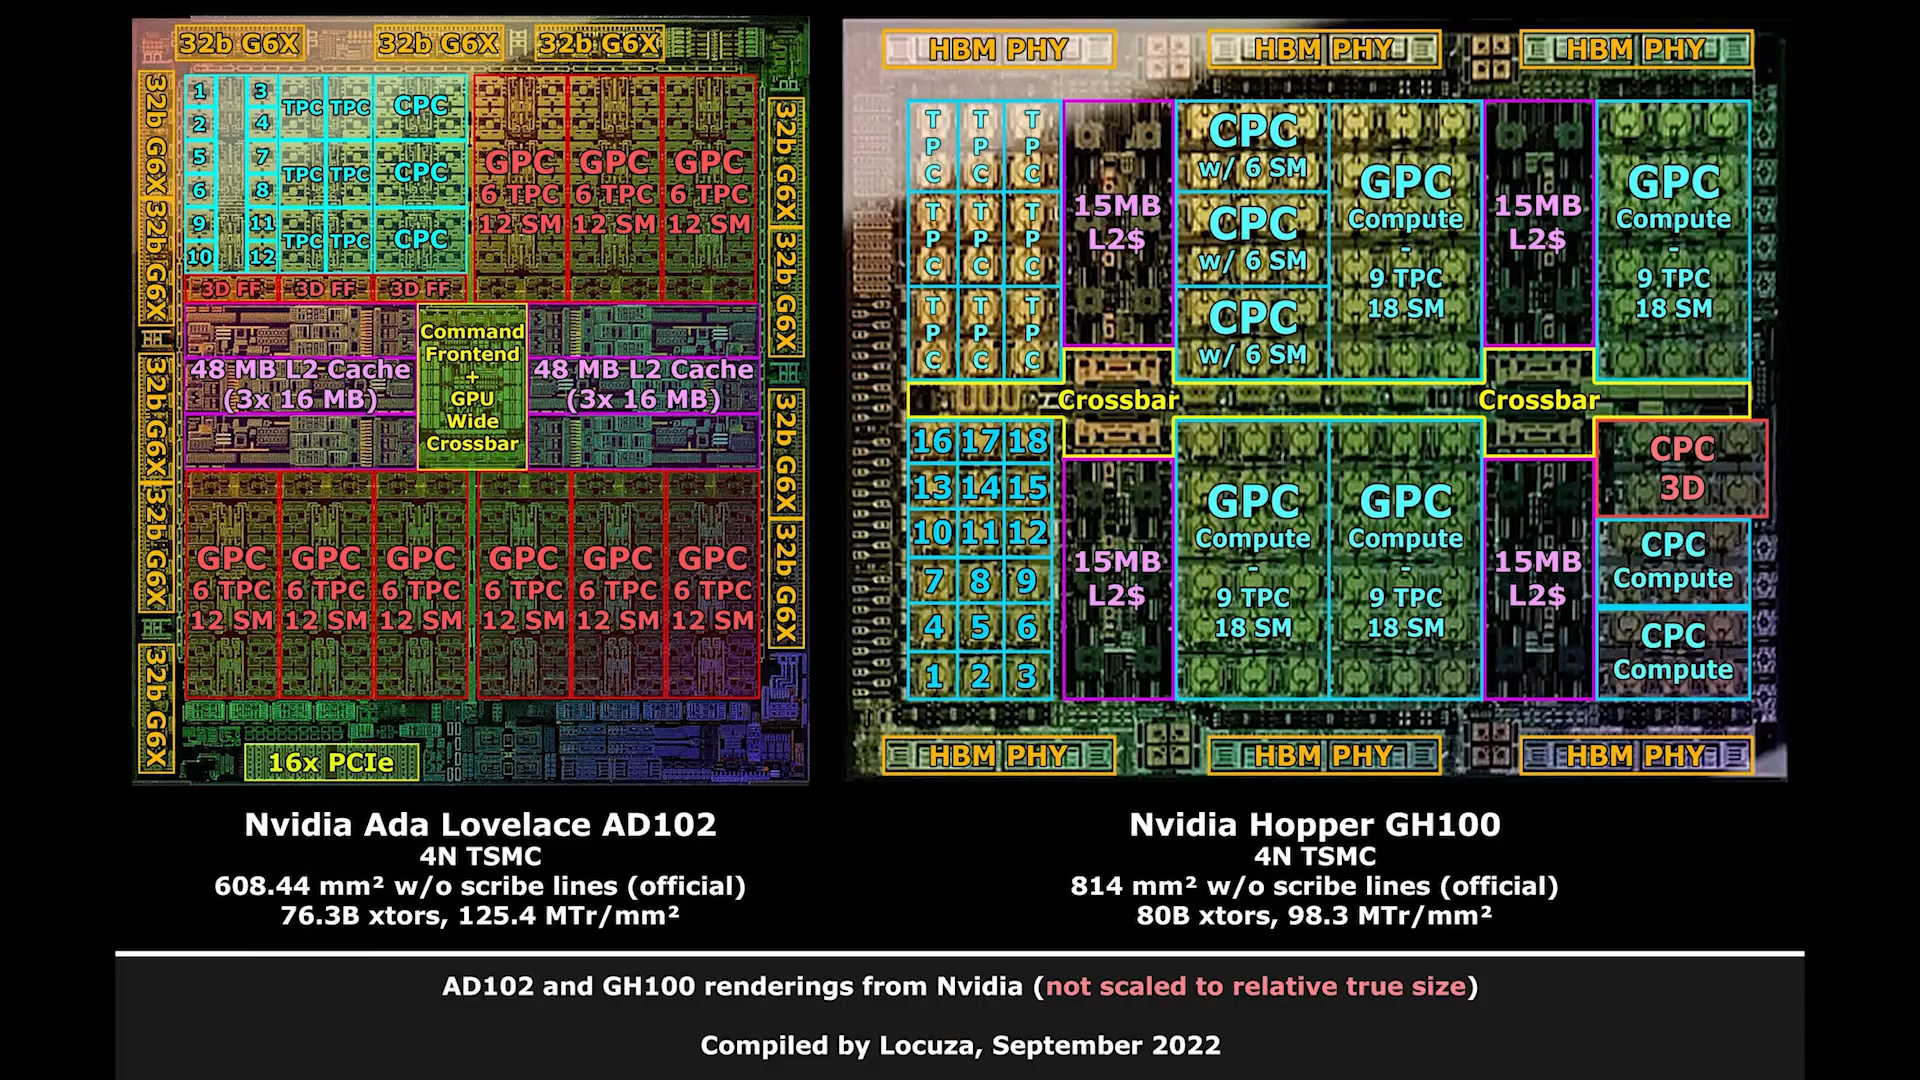 32b G6X
32b G6X
32b G6X
32b G6X
32b G6X
32b G6X
32b G6X
32b G6X
32b G6X
32b G6X
32b G6X
32b G6X
1
3
2
4
5
7
6
8
9
11
10
12
TPC TPC
CPC
TPC TPC
CPC
TPC TPC
CPC
3D FF
3D FF
3D FF
GPC
6 TPC
12 SM
GPC
6 TPC
12 SM
GPC
6 TPC
12 SM
48 MB L2 Cache
(3x 16 MB)
Command
Frontend
+
GPU
Wide
Crossbar
48 MB L2 Cache
(3x 16 MB)
GPC
6 TPC
12 SM
GPC
6 TPC
12 SM
GPC
6 TPC
12 SM
GPC
6 TPC
12 SM
GPC
6 TPC
12 SM
GPC
6 TPC
12 SM
16x PCIe
Nvidia Ada Lovelace AD102
4N TSMC
608.44 mm² w/o scribe lines (official)
76.3B xtors, 125.4 MTr/mm²
HBM PHY
HBM PHY
HBM PHY
TPC
TPC
TPC
TPC
TPC
TPC
TPC
TPC
TPC
15MB
L2$
CPC
w/ 6 SM
CPC
w/ 6 SM
CPC
w/ 6 SM
GPC
Compute
-
9 TPC
18 SM
15MB
L2$
GPC
Compute
-
9 TPC
18 SM
Crossbar
Crossbar
16 17 18
13 14 15
10 11 12
7 8 9
4 5 6
1 2 3
15MB
L2$
GPC
Compute
-
9 TPC
18 SM
GPC
Compute
-
9 TPC
18 SM
15MB
L2$
CPC
3D
CPC
Compute
CPC
Compute
HBM PHY
HBM PHY
HBM PHY
Nvidia Hopper GH100
4N TSMC
814 mm² w/o scribe lines (official)
80B xtors, 98.3 MTr/mm²
AD102 and GH100 renderings from Nvidia (not scaled to relative true size)
Compiled by Locuza, September 2022